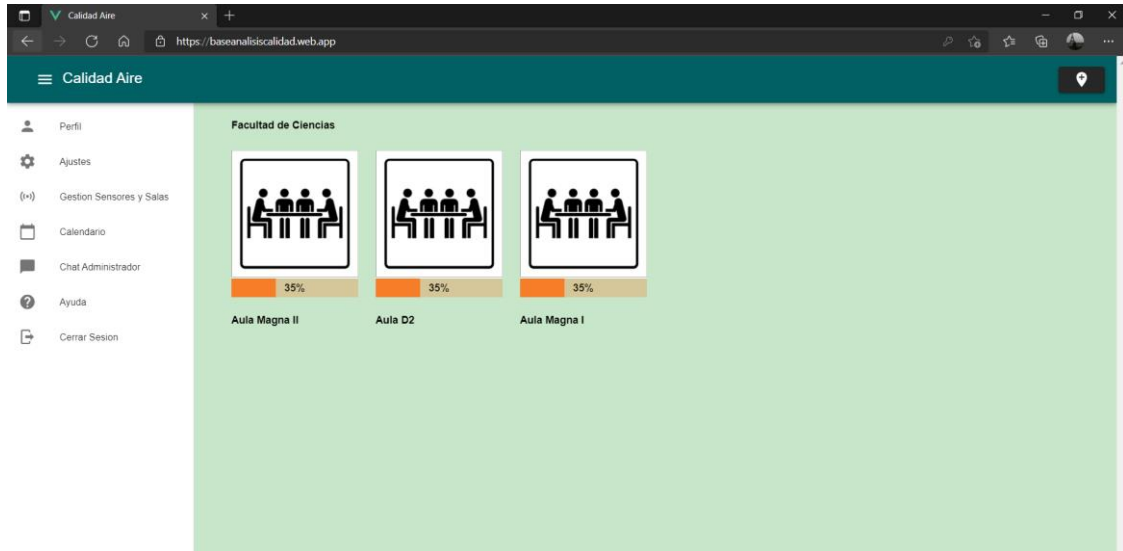 Calidad Aire
https://baseanalisiscalidad.web.app
Calidad Aire
Perfil
Ajustes
Gestion Sensores y Salas
Calendario
Chat Administrador
Ayuda
Cerrar Sesion
Facultad de Ciencias
35% 35% 35%
Aula Magna II Aula D2 Aula Magna I